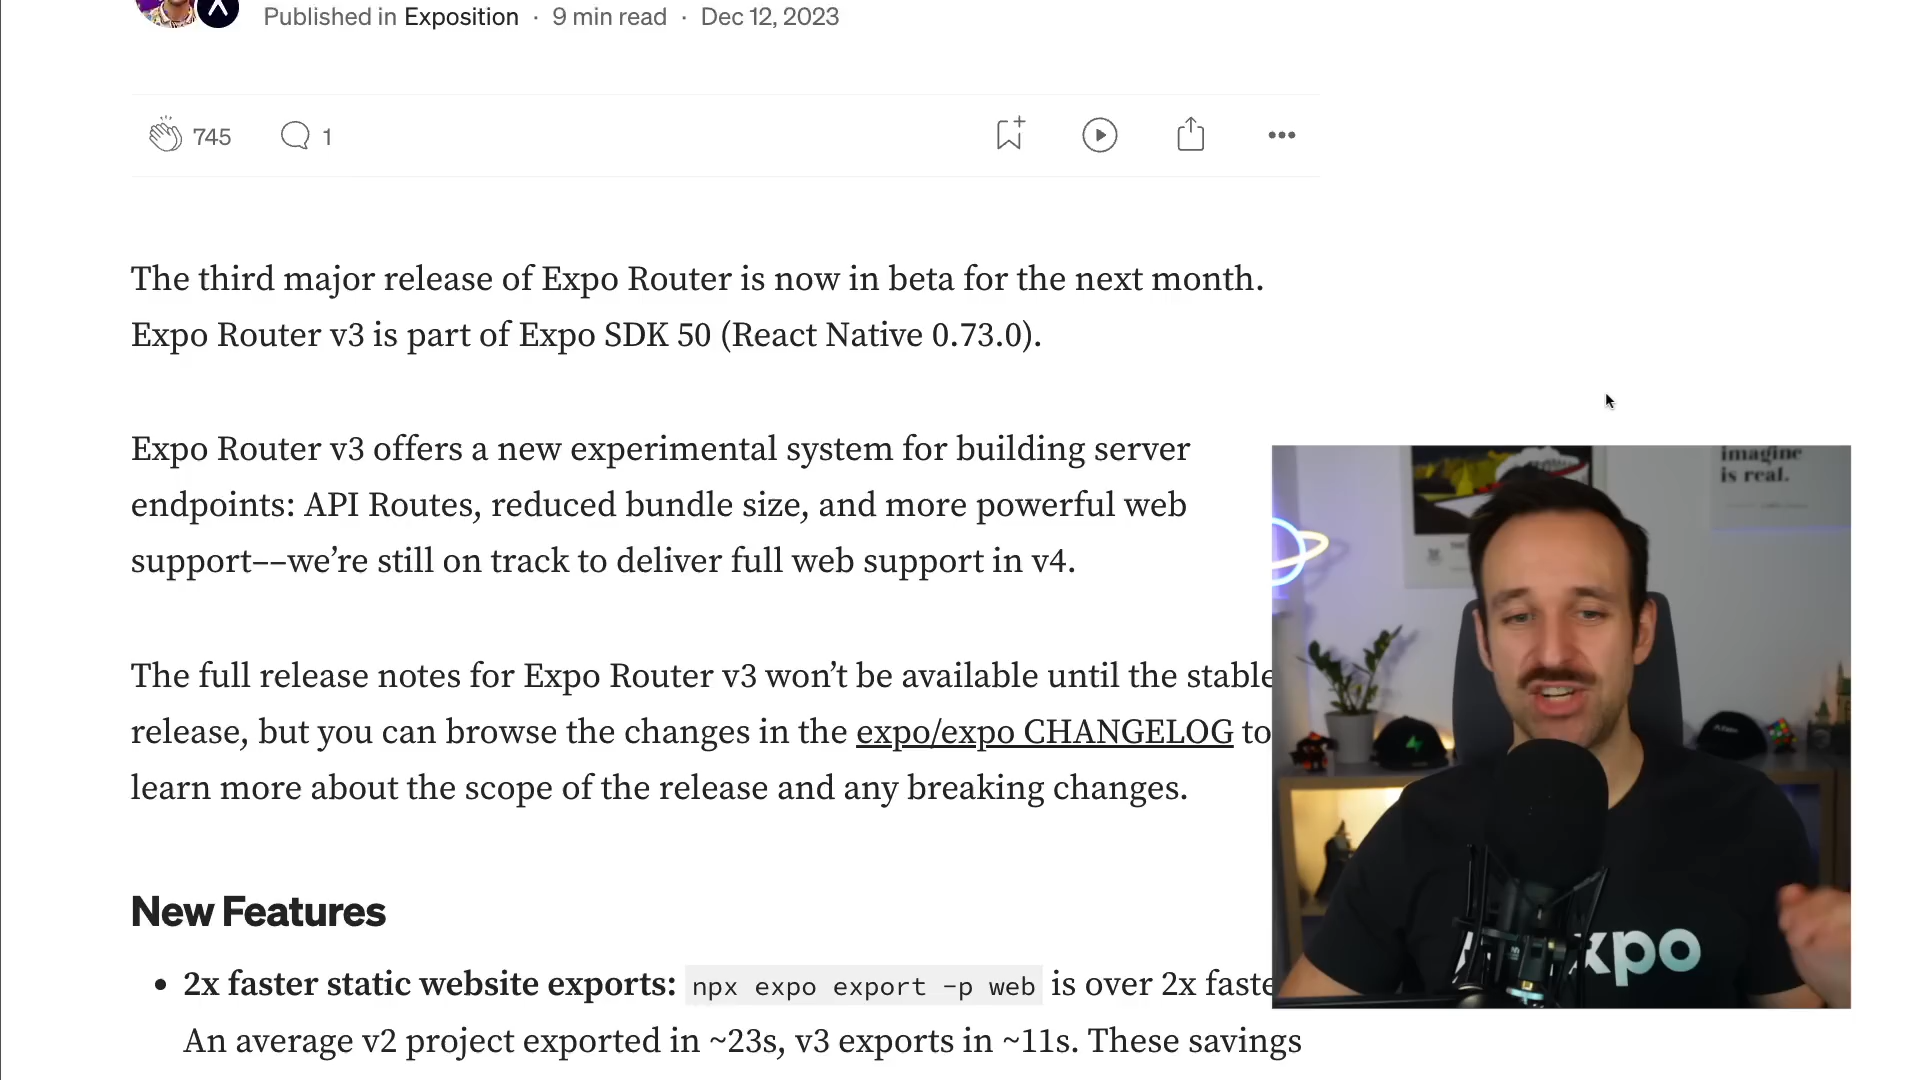 Published in Exposition · 9 min read · Dec 12, 2023
745
1
The third major release of Expo Router is now in beta for the next month.
Expo Router v3 is part of Expo SDK 50 (React Native 0.73.0).
Expo Router v3 offers a new experimental system for building server
endpoints: API Routes, reduced bundle size, and more powerful web
support––we’re still on track to deliver full web support in v4.
The full release notes for Expo Router v3 won’t be available until the stable
release, but you can browse the changes in the expo/expo CHANGELOG to
learn more about the scope of the release and any breaking changes.
New Features
• 2x faster static website exports: npx expo export -p web is over 2x faste
An average v2 project exported in ~23s, v3 exports in ~11s. These savings
imagine
is real.
xpo